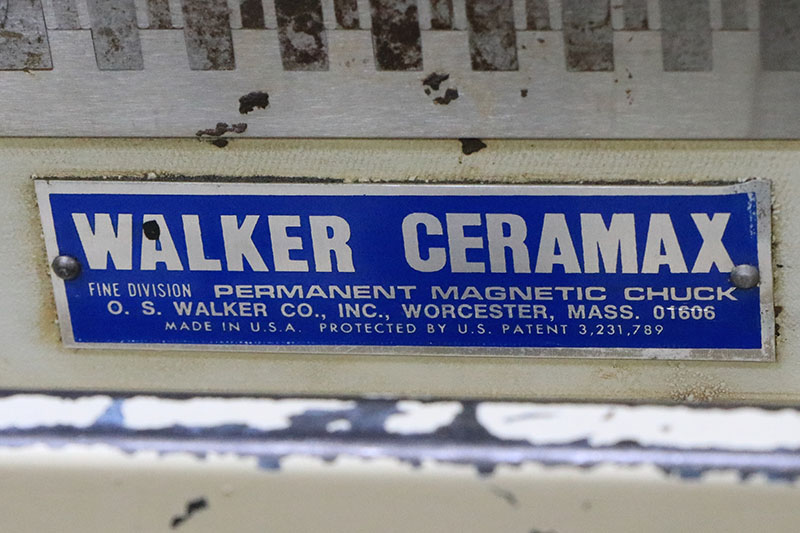 WALKER CERAMAX
FINE DIVISION PERMANENT MAGNETIC CHUCK
O. S. WALKER CO., INC., WORCESTER, MASS. 01606
MADE IN U.S.A. PROTECTED BY U.S. PATENT 3,231,789